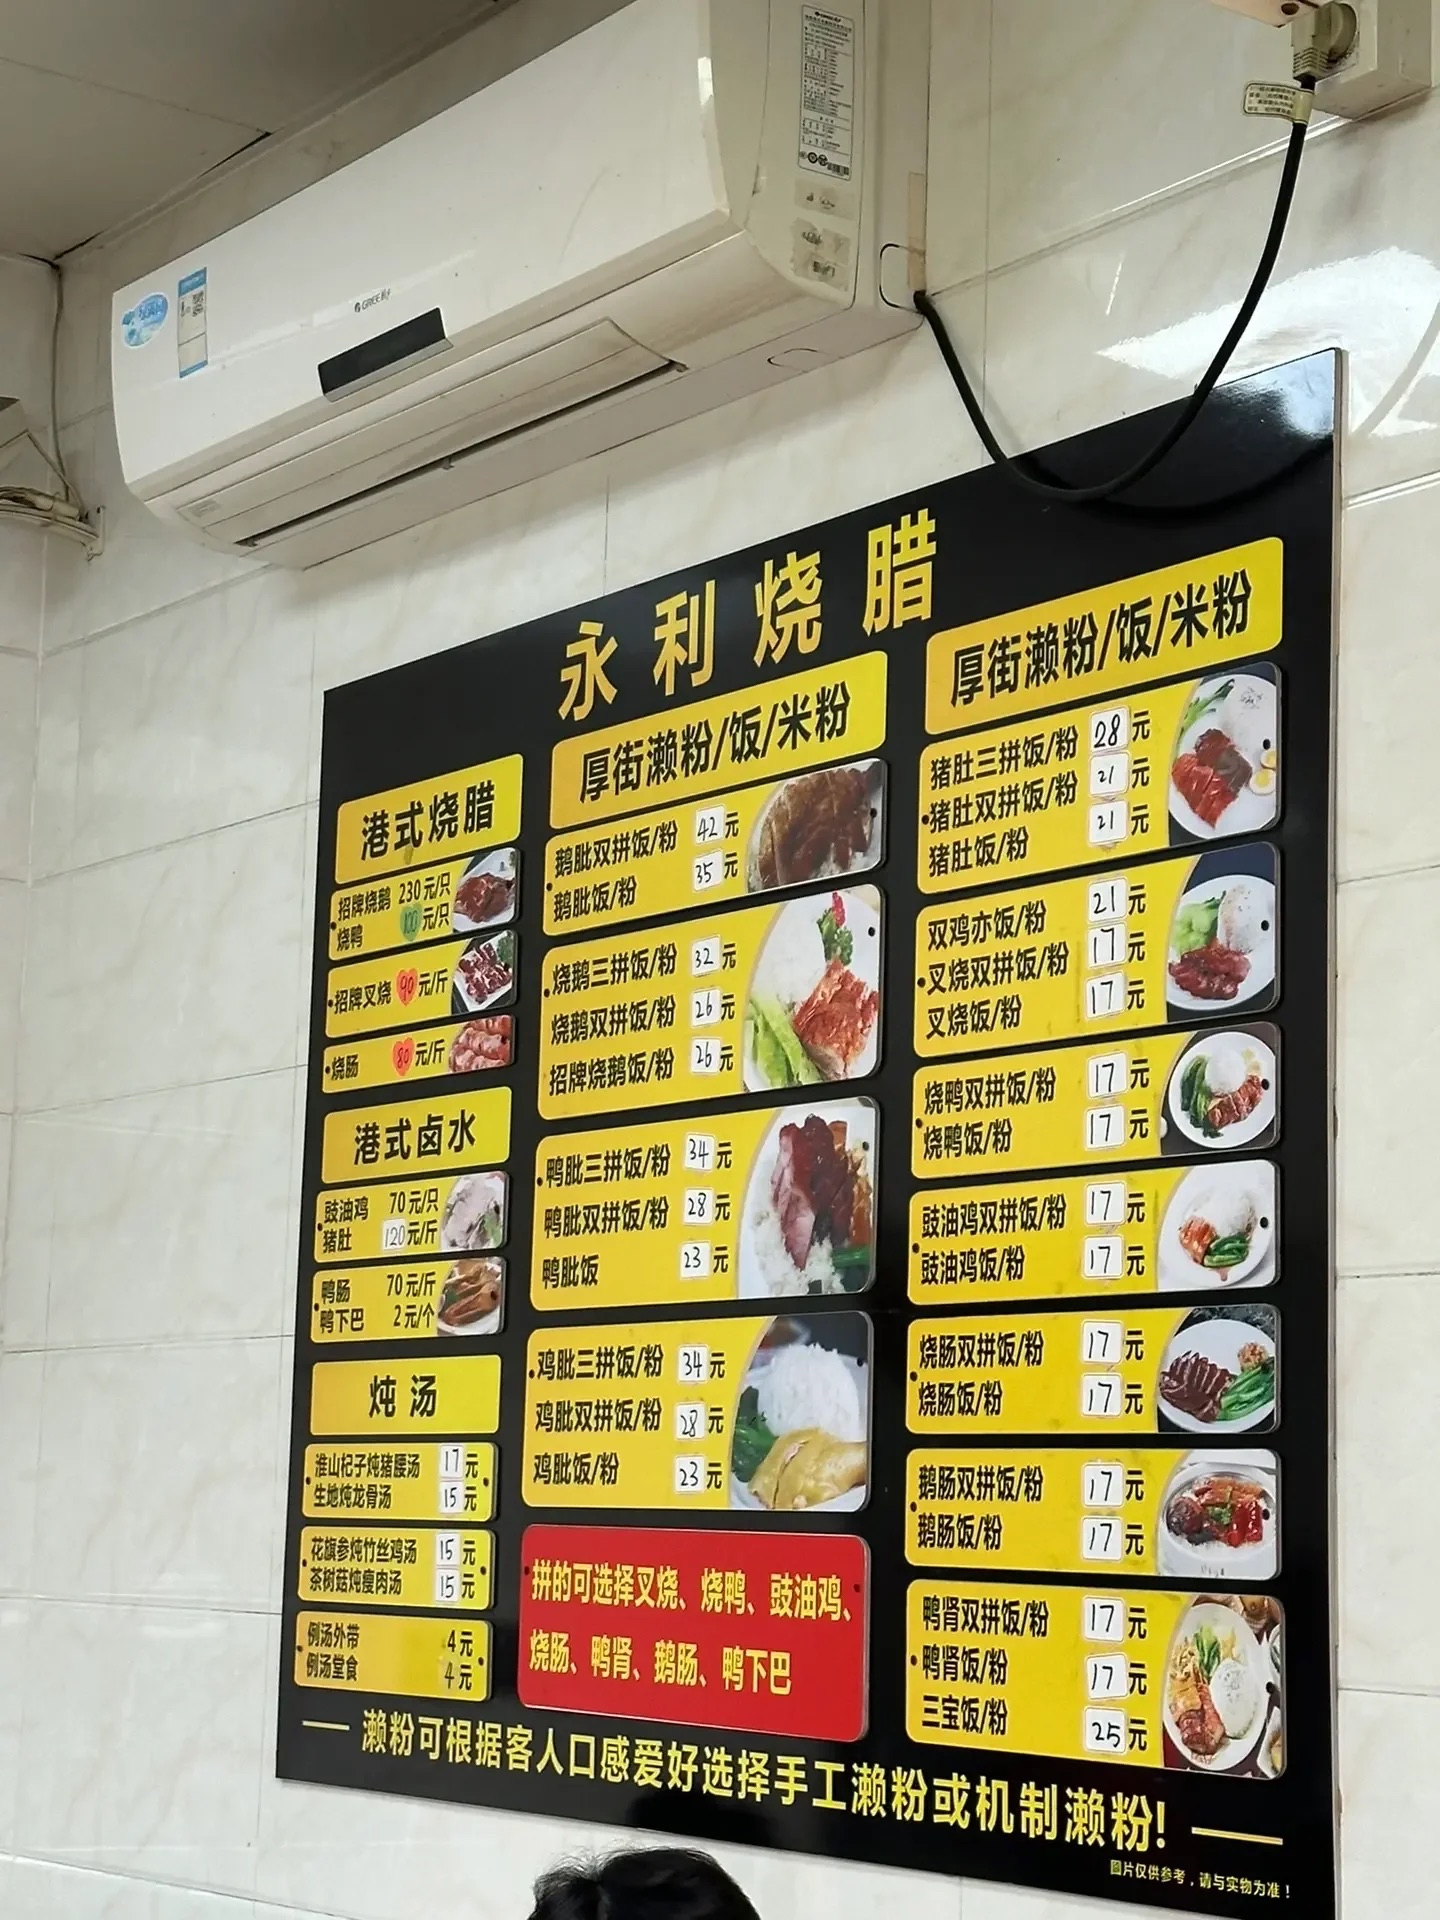 GREE格力
永利烧腊
港式烧腊
招牌烧鹅 230元/只
烧鸭 100元/只
招牌叉烧 90元/斤
烧肠 80元/斤
港式卤水
豉油鸡 70元/只
猪肚 120元/斤
鸭肠 70元/斤
鸭下巴 2元/个
炖汤
淮山杞子炖猪腰汤 17元
生地炖龙骨汤 15元
花旗参炖竹丝鸡汤 15元
茶树菇炖瘦肉汤 15元
例汤外带 4元
例汤堂食 4元
厚街濑粉/饭/米粉
鹅肶双拼饭/粉 42元
鹅肶饭/粉 35元
烧鹅三拼饭/粉 32元
烧鹅双拼饭/粉 26元
招牌烧鹅饭/粉 26元
鸭肶三拼饭/粉 34元
鸭肶双拼饭/粉 28元
鸭肶饭 23元
鸡肶三拼饭/粉 34元
鸡肶双拼饭/粉 28元
鸡肶饭/粉 23元
拼的可选择叉烧、烧鸭、豉油鸡、
烧肠、鸭肾、鹅肠、鸭下巴
厚街濑粉/饭/米粉
猪肚三拼饭/粉 28元
猪肚双拼饭/粉 21元
猪肚饭/粉 21元
双鸡亦饭/粉 21元
叉烧双拼饭/粉 17元
叉烧饭/粉 17元
烧鸭双拼饭/粉 17元
烧鸭饭/粉 17元
豉油鸡双拼饭/粉 17元
豉油鸡饭/粉 17元
烧肠双拼饭/粉 17元
烧肠饭/粉 17元
鹅肠双拼饭/粉 17元
鹅肠饭/粉 17元
鸭肾双拼饭/粉 17元
鸭肾饭/粉 17元
三宝饭/粉 25元
濑粉可根据客人口感爱好选择手工濑粉或机制濑粉!
图片仅供参考，请与实物为准！